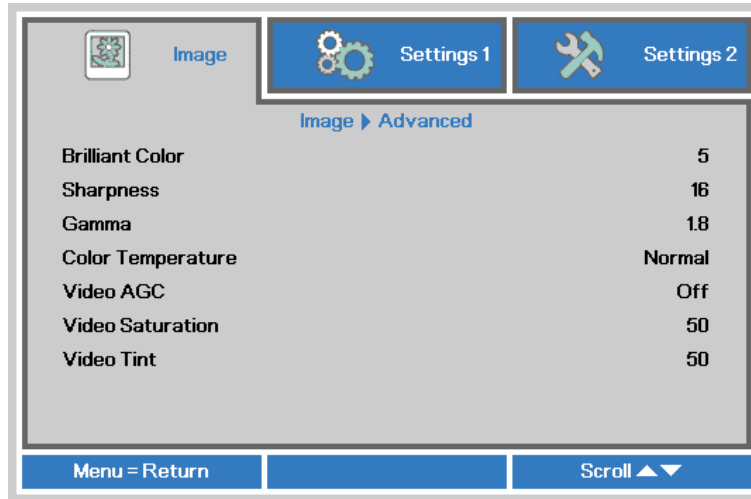 Image Settings 1 Settings 2
Image ▶ Advanced
Brilliant Color 5
Sharpness 16
Gamma 1.8
Color Temperature Normal
Video AGC Off
Video Saturation 50
Video Tint 50
Menu = Return Scroll ▲▼